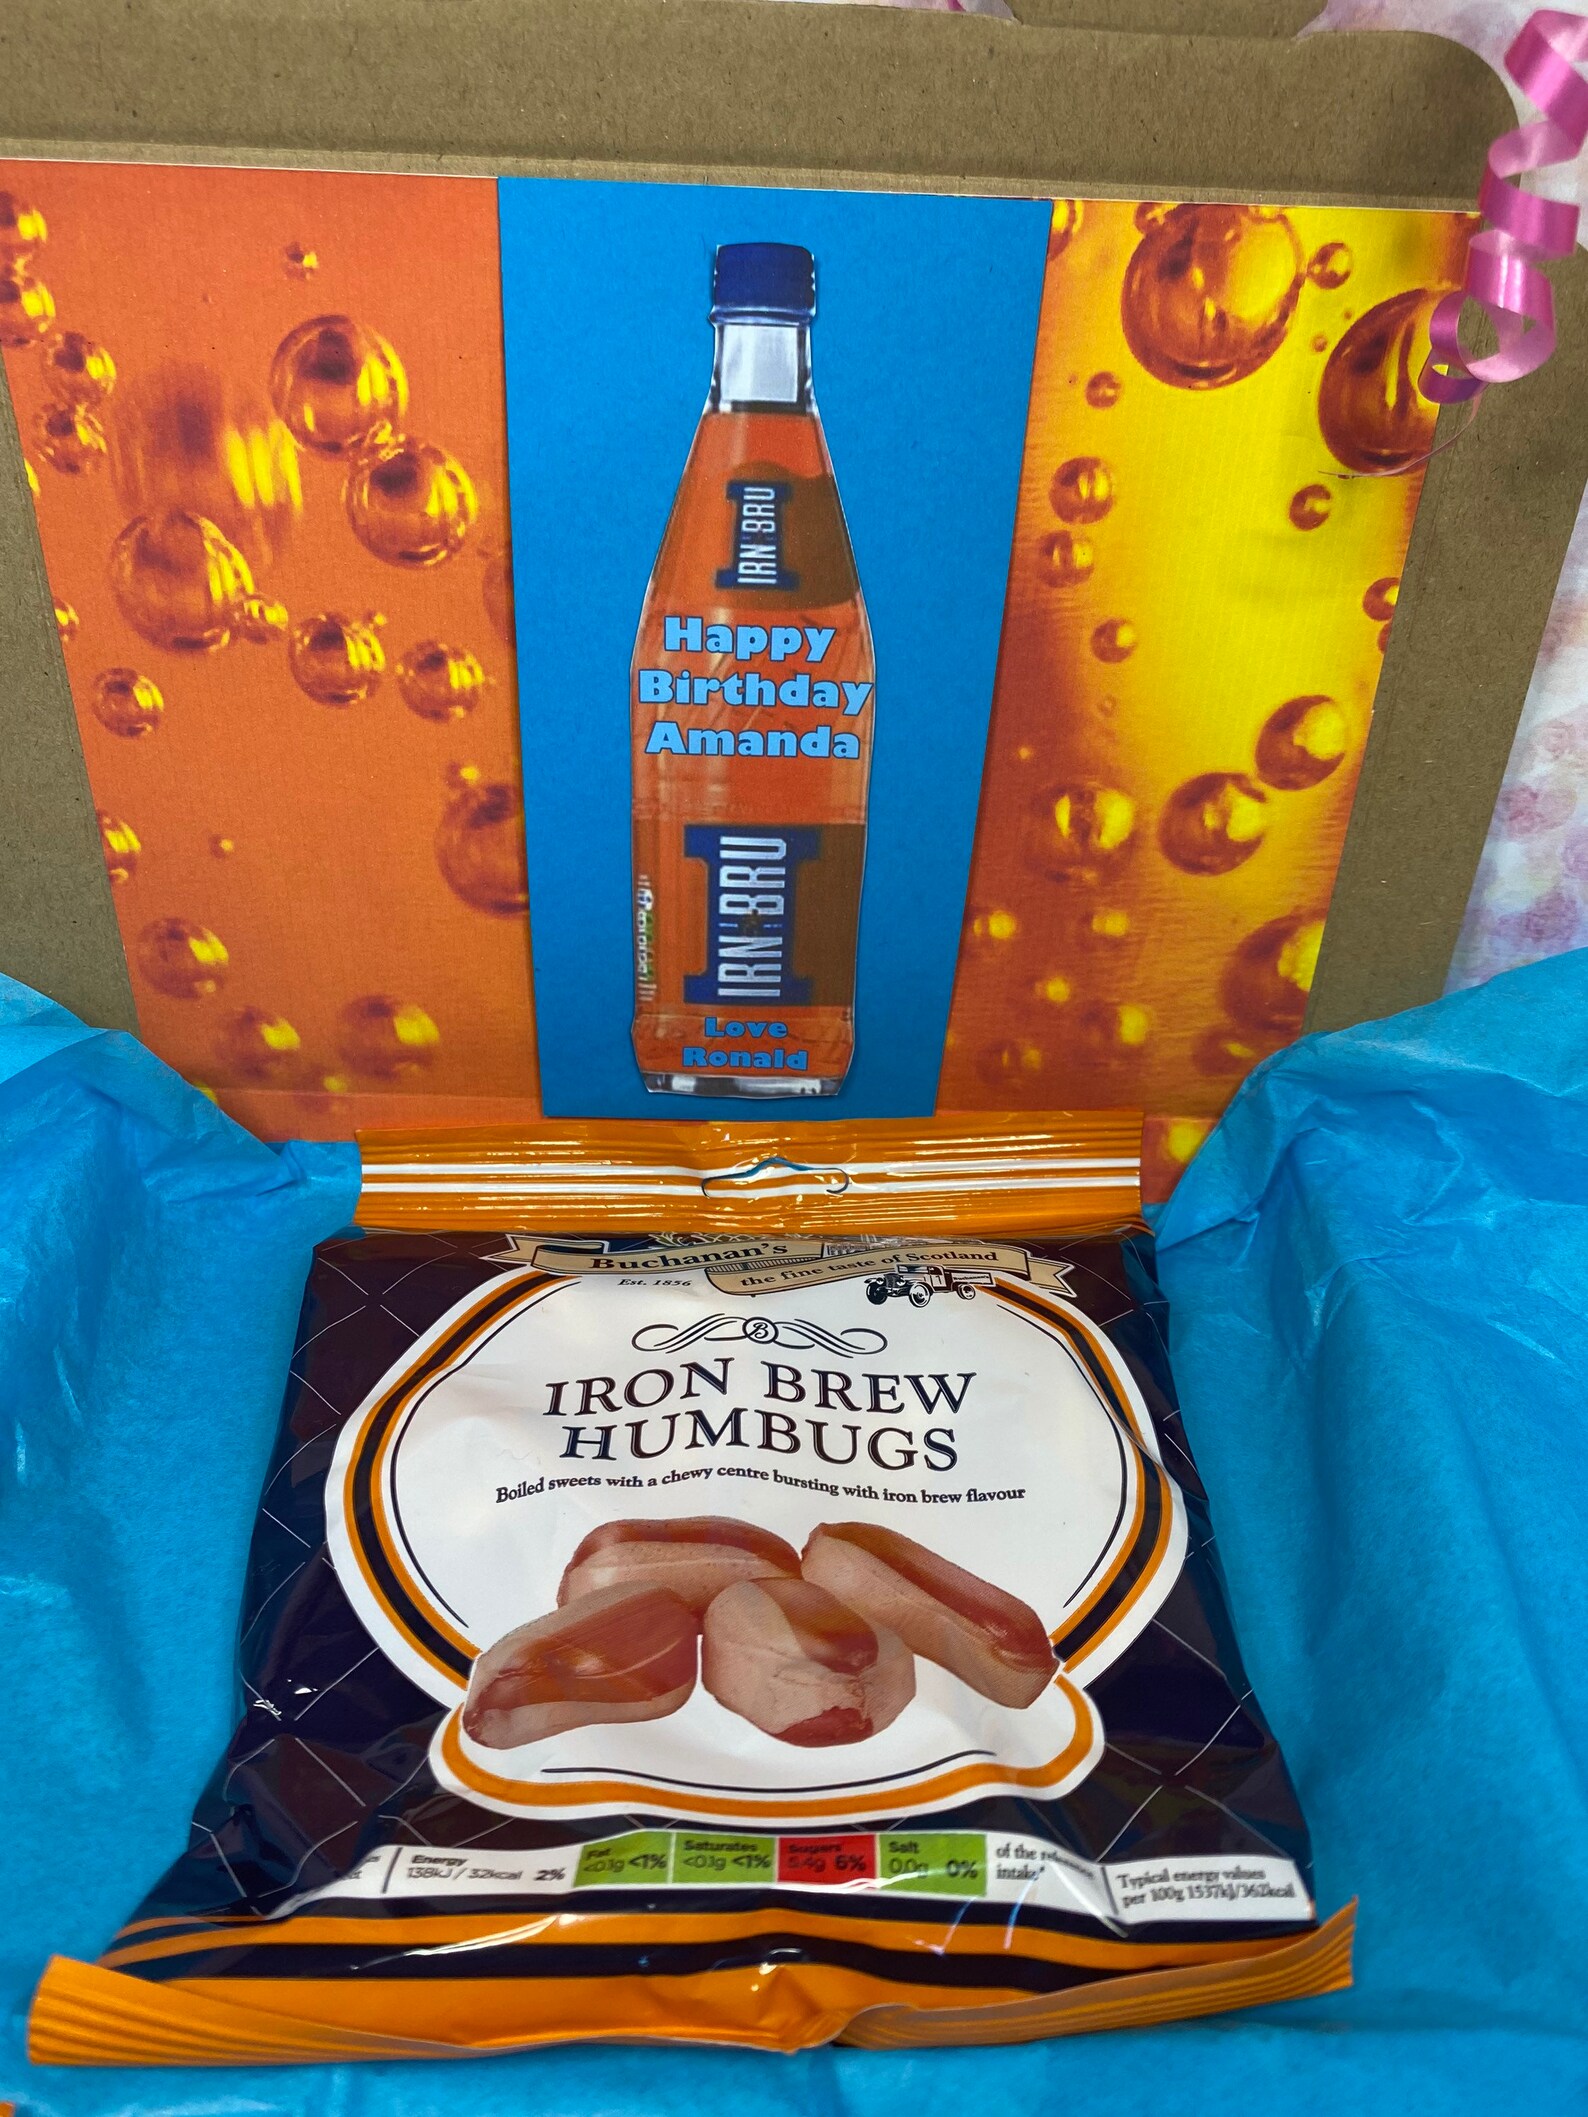 IRN BRU
Happy
Birthday
Amanda
IRN BRU
Love
Ronald
Buchanan's
the fine taste of Scotland
Est. 1856
B
IRON BREW
HUMBUGS
Boiled sweets with a chewy centre bursting with iron brew flavour
Energy
138kJ / 32kcal 2%
Fat
<0.1g <1%
Saturates
<0.1g <1%
Sugars
5.4g 6%
Salt
0.0g 0%
of the reference
intake*
Typical energy values
per 100g 1537kJ/362kcal